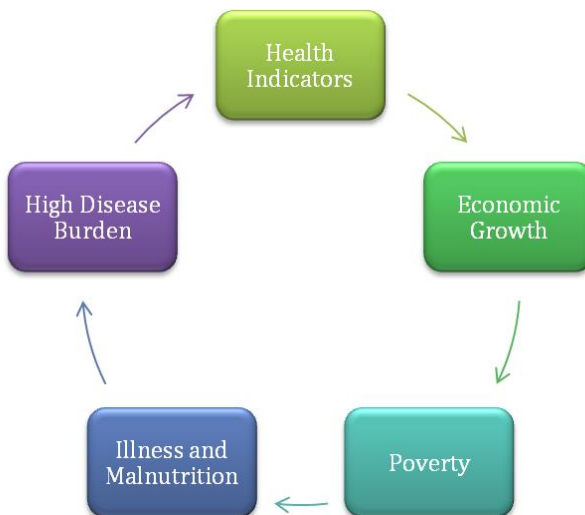 Health
Indicators
Economic
Growth
Poverty
Illness and
Malnutrition
High Disease
Burden